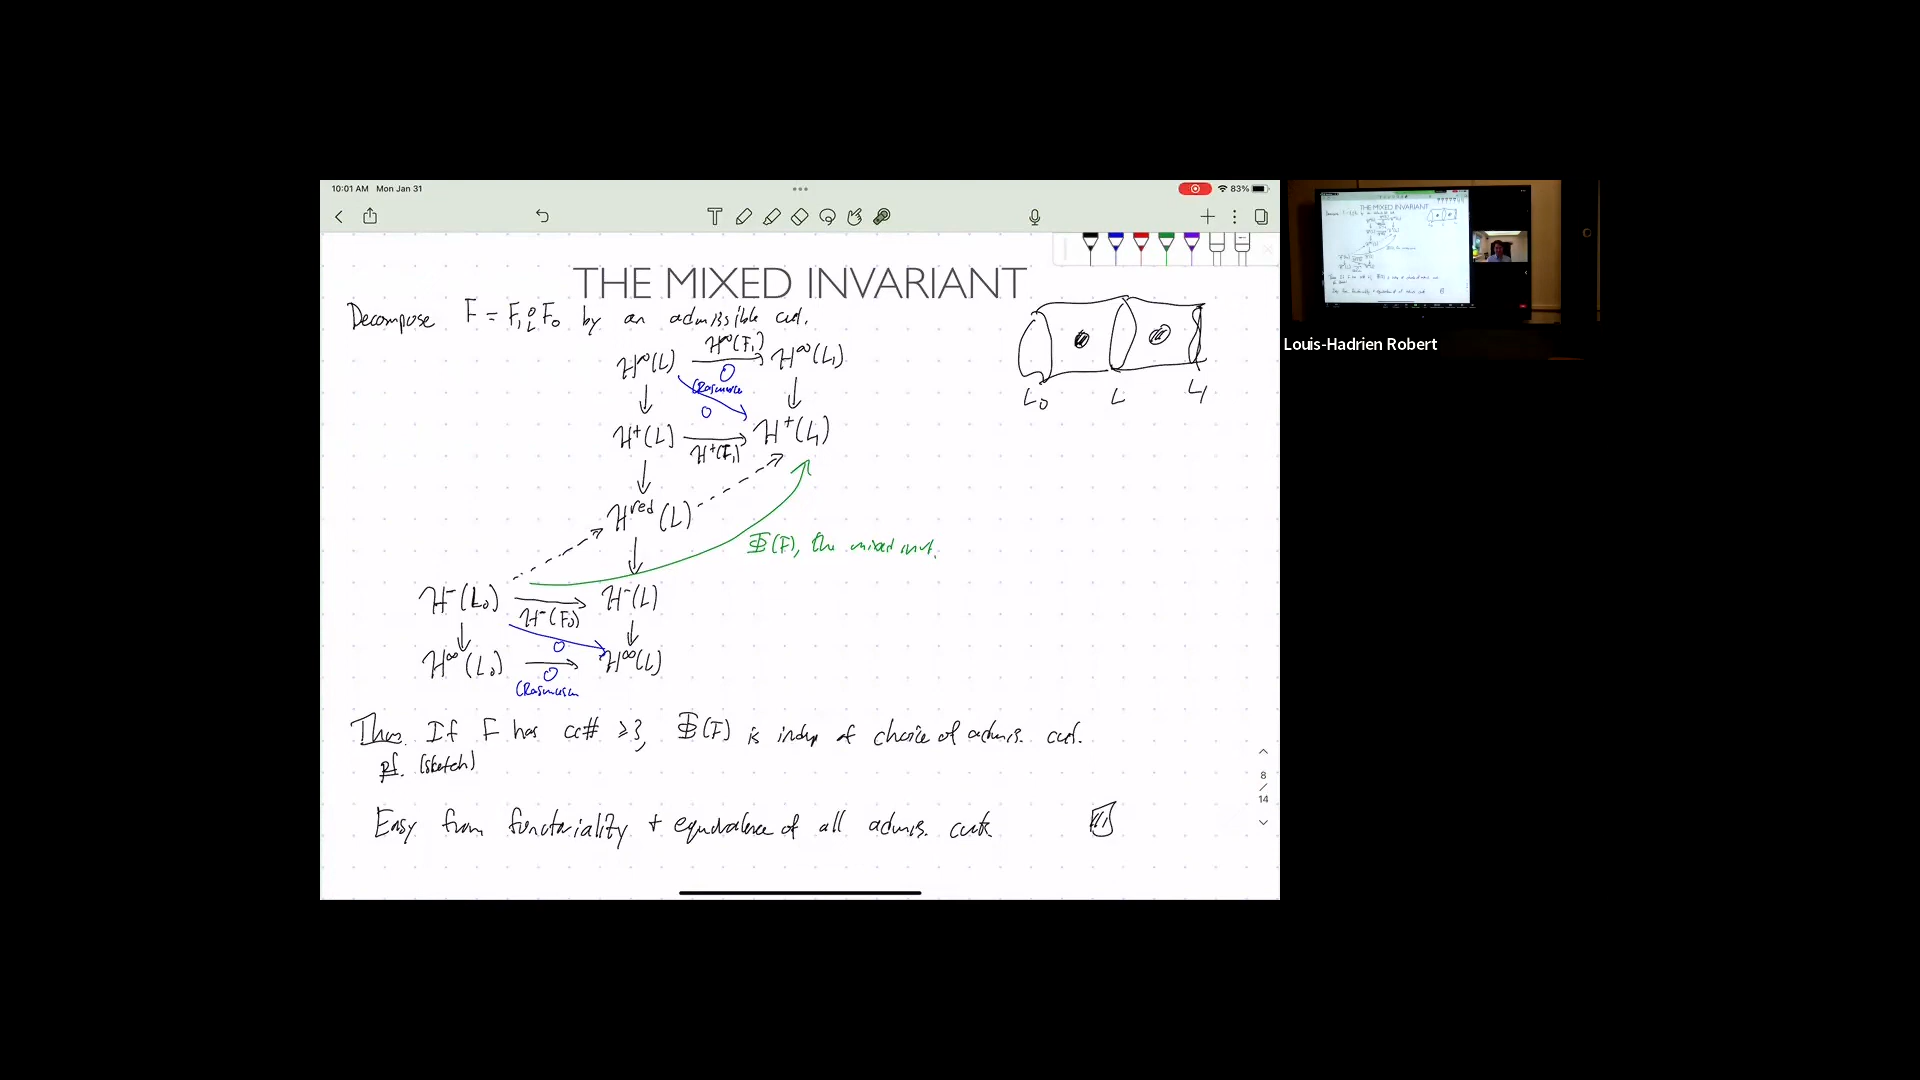 10:01 AM Mon Jan 31
83%
THE MIXED INVARIANT
Decompose F = F₁ ∘_L F₀ by an admissible cut.
H^∞(L) H^∞(F₁) H^∞(L₁)
0
(Rasmussen
0
H⁺(L) H⁺(F₁) H⁺(L₁)
H^red(L)
Φ(F), the mixed invt.
H⁻(L₀) H⁻(F₀) H⁻(L)
0
H^∞(L₀) H^∞(L)
0
(Rasmussen
L₀ L L₁
Thm. If F has cc# ≥3, Φ(F) is indep of choice of admis. cut.
pf. (sketch)
Easy from functoriality + equivalence of all admis. cuts.
8
/
14
Louis-Hadrien Robert